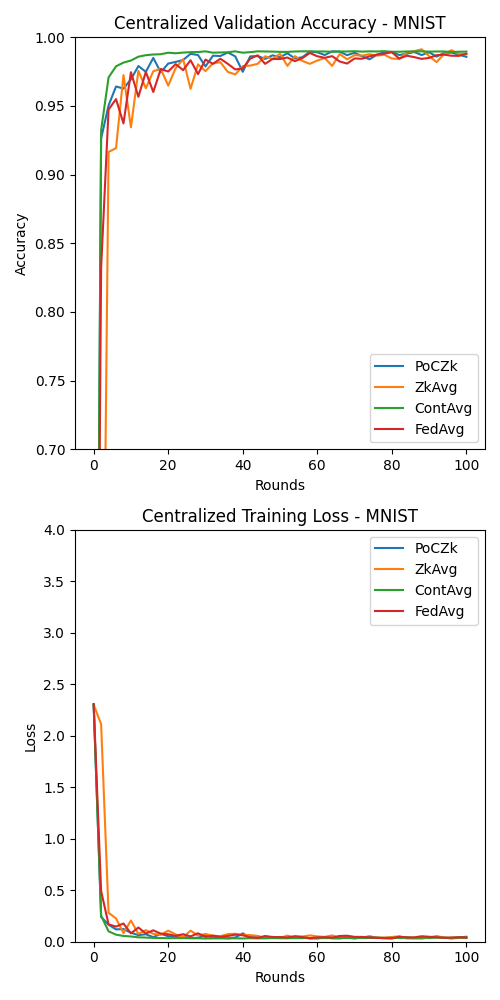 Centralized Validation Accuracy - MNIST
1.00
0.95
0.90
0.85
0.80
0.75
0.70
Accuracy
PoCZk
ZkAvg
ContAvg
FedAvg
0 20 40 60 80 100
Rounds
Centralized Training Loss - MNIST
4.0
3.5
3.0
2.5
2.0
1.5
1.0
0.5
0.0
Loss
PoCZk
ZkAvg
ContAvg
FedAvg
0 20 40 60 80 100
Rounds